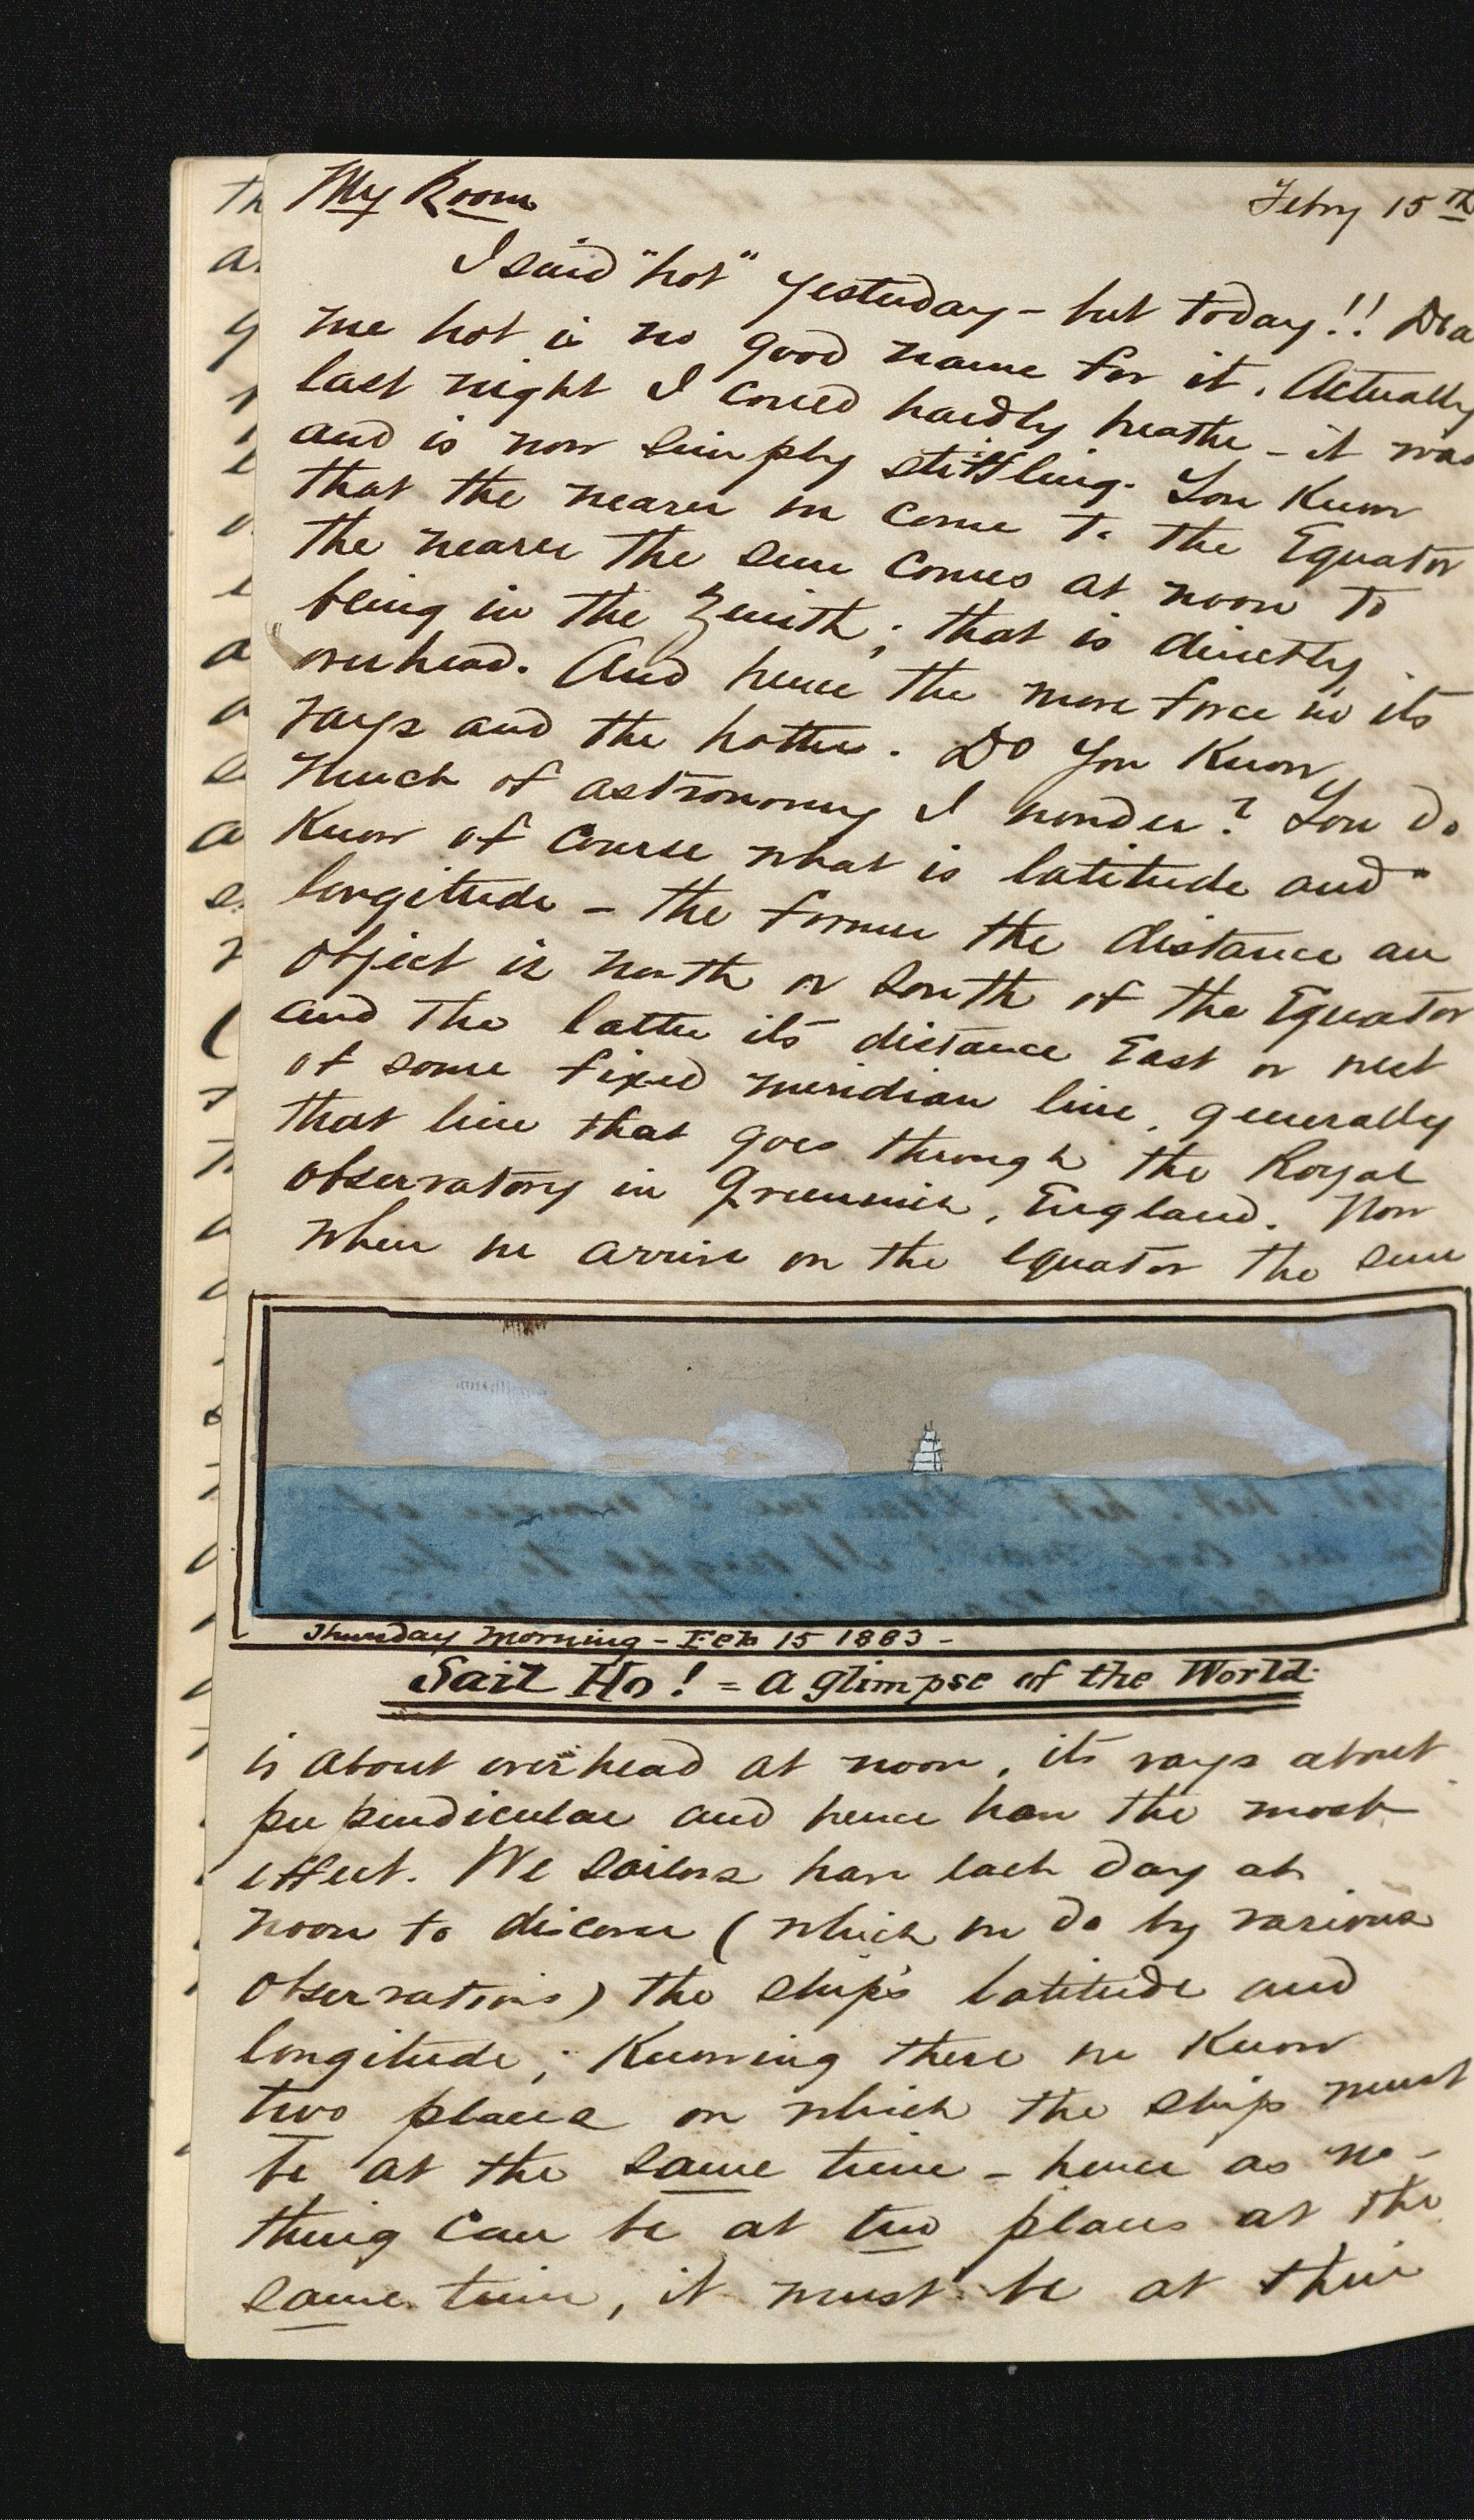 My Room
Febry 15th
I said "hot" yesterday - but today!! Dea
me hot is no good name for it. Actually
last night I could hardly breathe - it was
and is now simply stiffling. You know
that the nearer we come to the Equator
the nearer the sun comes at noon to
being in the Zenith; that is directly
overhead. And hence the more force in its
rays and the hotter. Do you know
much of astronomy I wonder? You do
know of course what is latitude and
longitude - the former the distance an
object is north or south of the Equator
and the latter its distance East or west
of some fixed meridian line, generally
that line that goes through the Royal
Observatory in Greenwich, England. Now
when we arrive on the equator the sun
Thursday Morning - Feb 15 1883 -
Sail Ho! = A glimpse of the World.
is about overhead at noon, its rays about
perpendicular and hence have the most
effect. We sailors have each day at
noon to discover (which we do by various
observations) the ship's latitude and
longitude; knowing these we know
two places on which the ship must
be at the same time - hence as no-
thing can be at two places at the
same time, it must be at their